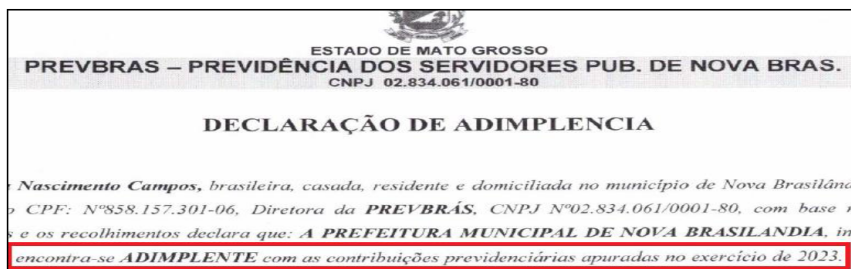 ESTADO DE MATO GROSSO
PREVBRAS – PREVIDÊNCIA DOS SERVIDORES PUB. DE NOVA BRAS.
CNPJ 02.834.061/0001-80
DECLARAÇÃO DE ADIMPLENCIA
Nascimento Campos, brasileira, casada, residente e domiciliada no município de Nova Brasilând
CPF: Nº858.157.301-06, Diretora da PREVBRÁS, CNPJ Nº02.834.061/0001-80, com base
e os recolhimentos declara que: A PREFEITURA MUNICIPAL DE NOVA BRASILANDIA, in
encontra-se ADIMPLENTE com as contribuições previdenciárias apuradas no exercício de 2023.